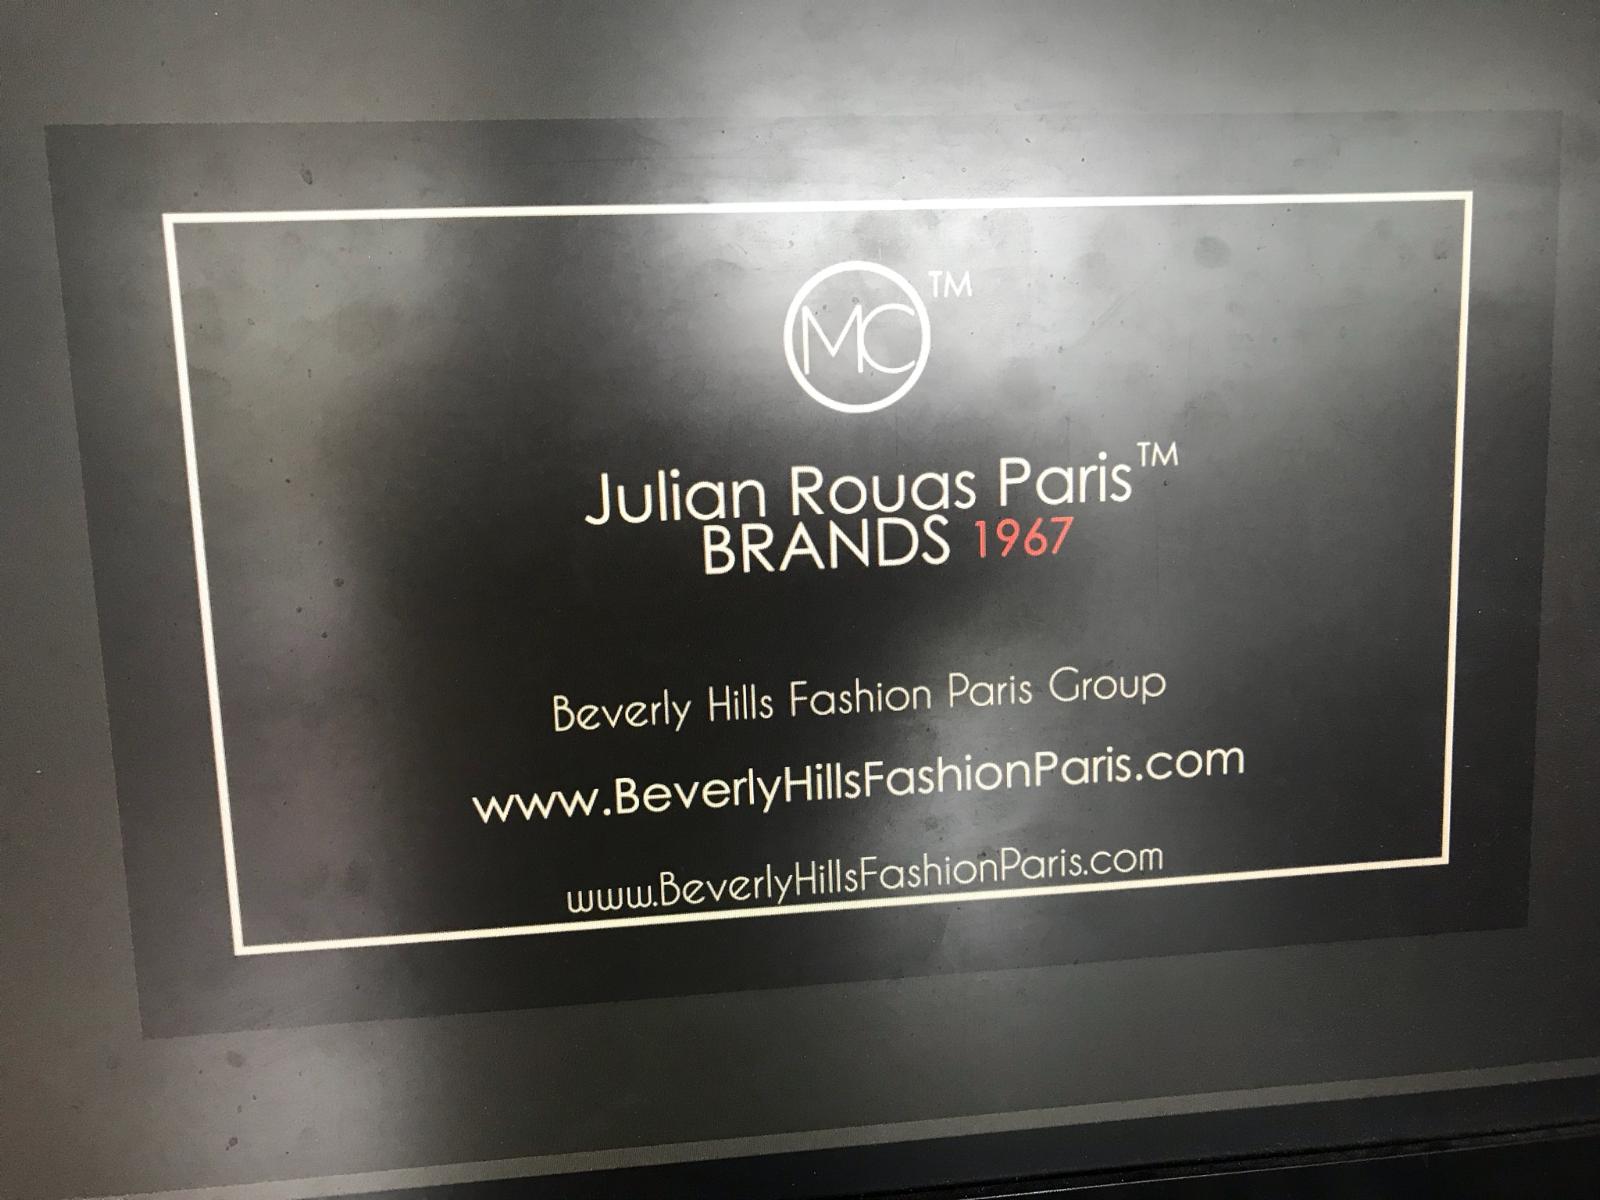 MC™
Julian Rouas Paris™
BRANDS 1967
Beverly Hills Fashion Paris Group
www.BeverlyHillsFashionParis.com
www.BeverlyHillsFashionParis.com